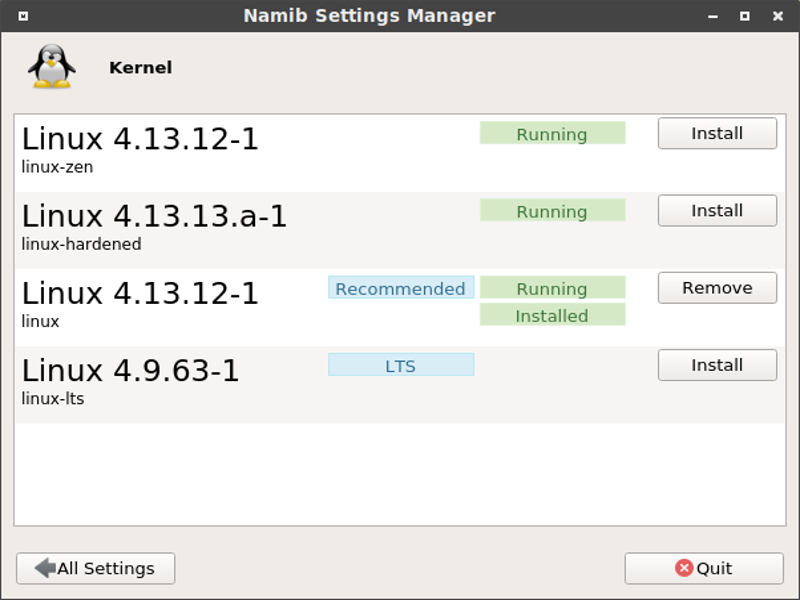 Namib Settings Manager
Kernel
Linux 4.13.12-1
Running
Install
linux-zen
Linux 4.13.13.a-1
Running
Install
linux-hardened
Linux 4.13.12-1
Recommended
Running
Remove
Installed
linux
Linux 4.9.63-1
LTS
Install
linux-lts
All Settings
Quit